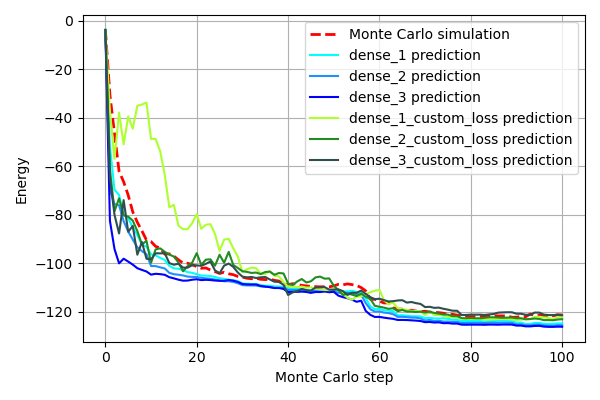 0
−20
−40
−60
−80
−100
−120
Energy
Monte Carlo simulation
dense_1 prediction
dense_2 prediction
dense_3 prediction
dense_1_custom_loss prediction
dense_2_custom_loss prediction
dense_3_custom_loss prediction
0 20 40 60 80 100
Monte Carlo step